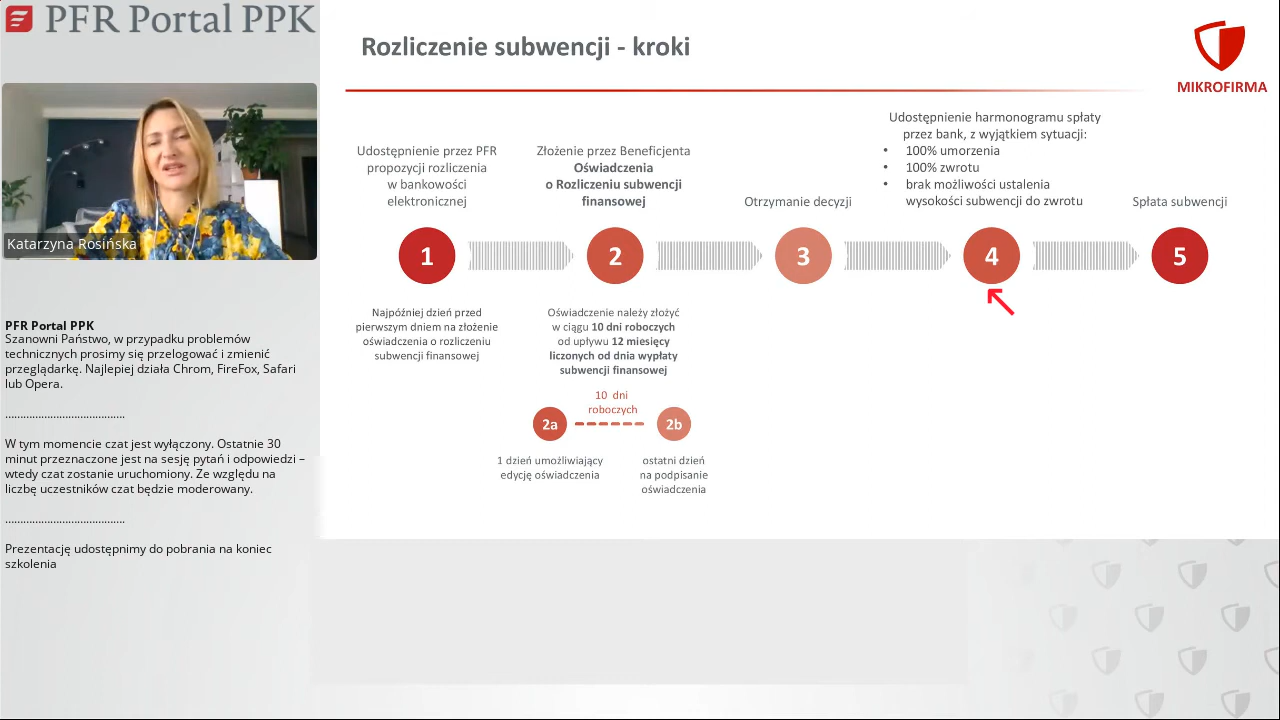 PFR Portal PPK
Katarzyna Rosińska
PFR Portal PPK
Szanowni Państwo, w przypadku problemów
technicznych prosimy się przelogować i zmienić
przeglądarkę. Najlepiej działa Chrom, FireFox, Safari
lub Opera.
........................................
W tym momencie czat jest wyłączony. Ostatnie 30
minut przeznaczone jest na sesję pytań i odpowiedzi –
wtedy czat zostanie uruchomiony. Ze względu na
liczbę uczestników czat będzie moderowany.
........................................
Prezentację udostępnimy do pobrania na koniec
szkolenia
Rozliczenie subwencji - kroki
MIKROFIRMA
Udostępnienie przez PFR
propozycji rozliczenia
w bankowości
elektronicznej
Złożenie przez Beneficjenta
Oświadczenia
o Rozliczeniu subwencji
finansowej
Otrzymanie decyzji
Udostępnienie harmonogramu spłaty
przez bank, z wyjątkiem sytuacji:
• 100% umorzenia
• 100% zwrotu
• brak możliwości ustalenia
wysokości subwencji do zwrotu
Spłata subwencji
1
2
3
4
5
Najpóźniej dzień przed
pierwszym dniem na złożenie
oświadczenia o rozliczeniu
subwencji finansowej
Oświadczenie należy złożyć
w ciągu 10 dni roboczych
od upływu 12 miesięcy
liczonych od dnia wypłaty
subwencji finansowej
10 dni
roboczych
2a
2b
1 dzień umożliwiający
edycję oświadczenia
ostatni dzień
na podpisanie
oświadczenia